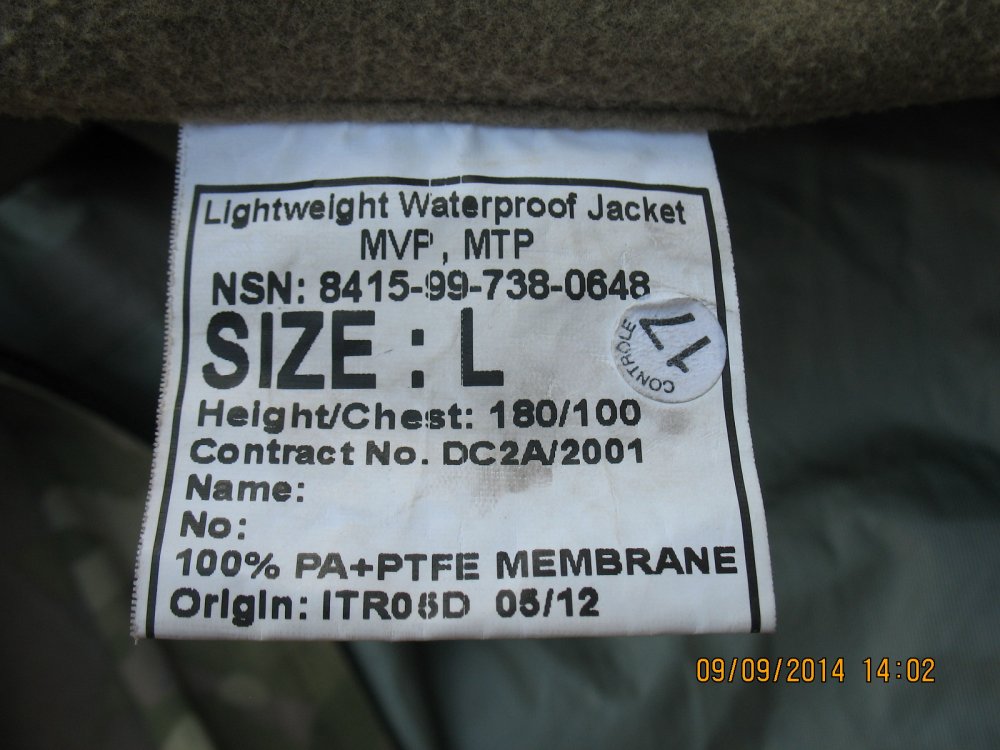 Lightweight Waterproof Jacket
MVP, MTP
NSN: 8415-99-738-0648
SIZE : L
CONTROLE
17
Height/Chest: 180/100
Contract No. DC2A/2001
Name:
No:
100% PA+PTFE MEMBRANE
Origin: 05/12
09/09/2014 14:02